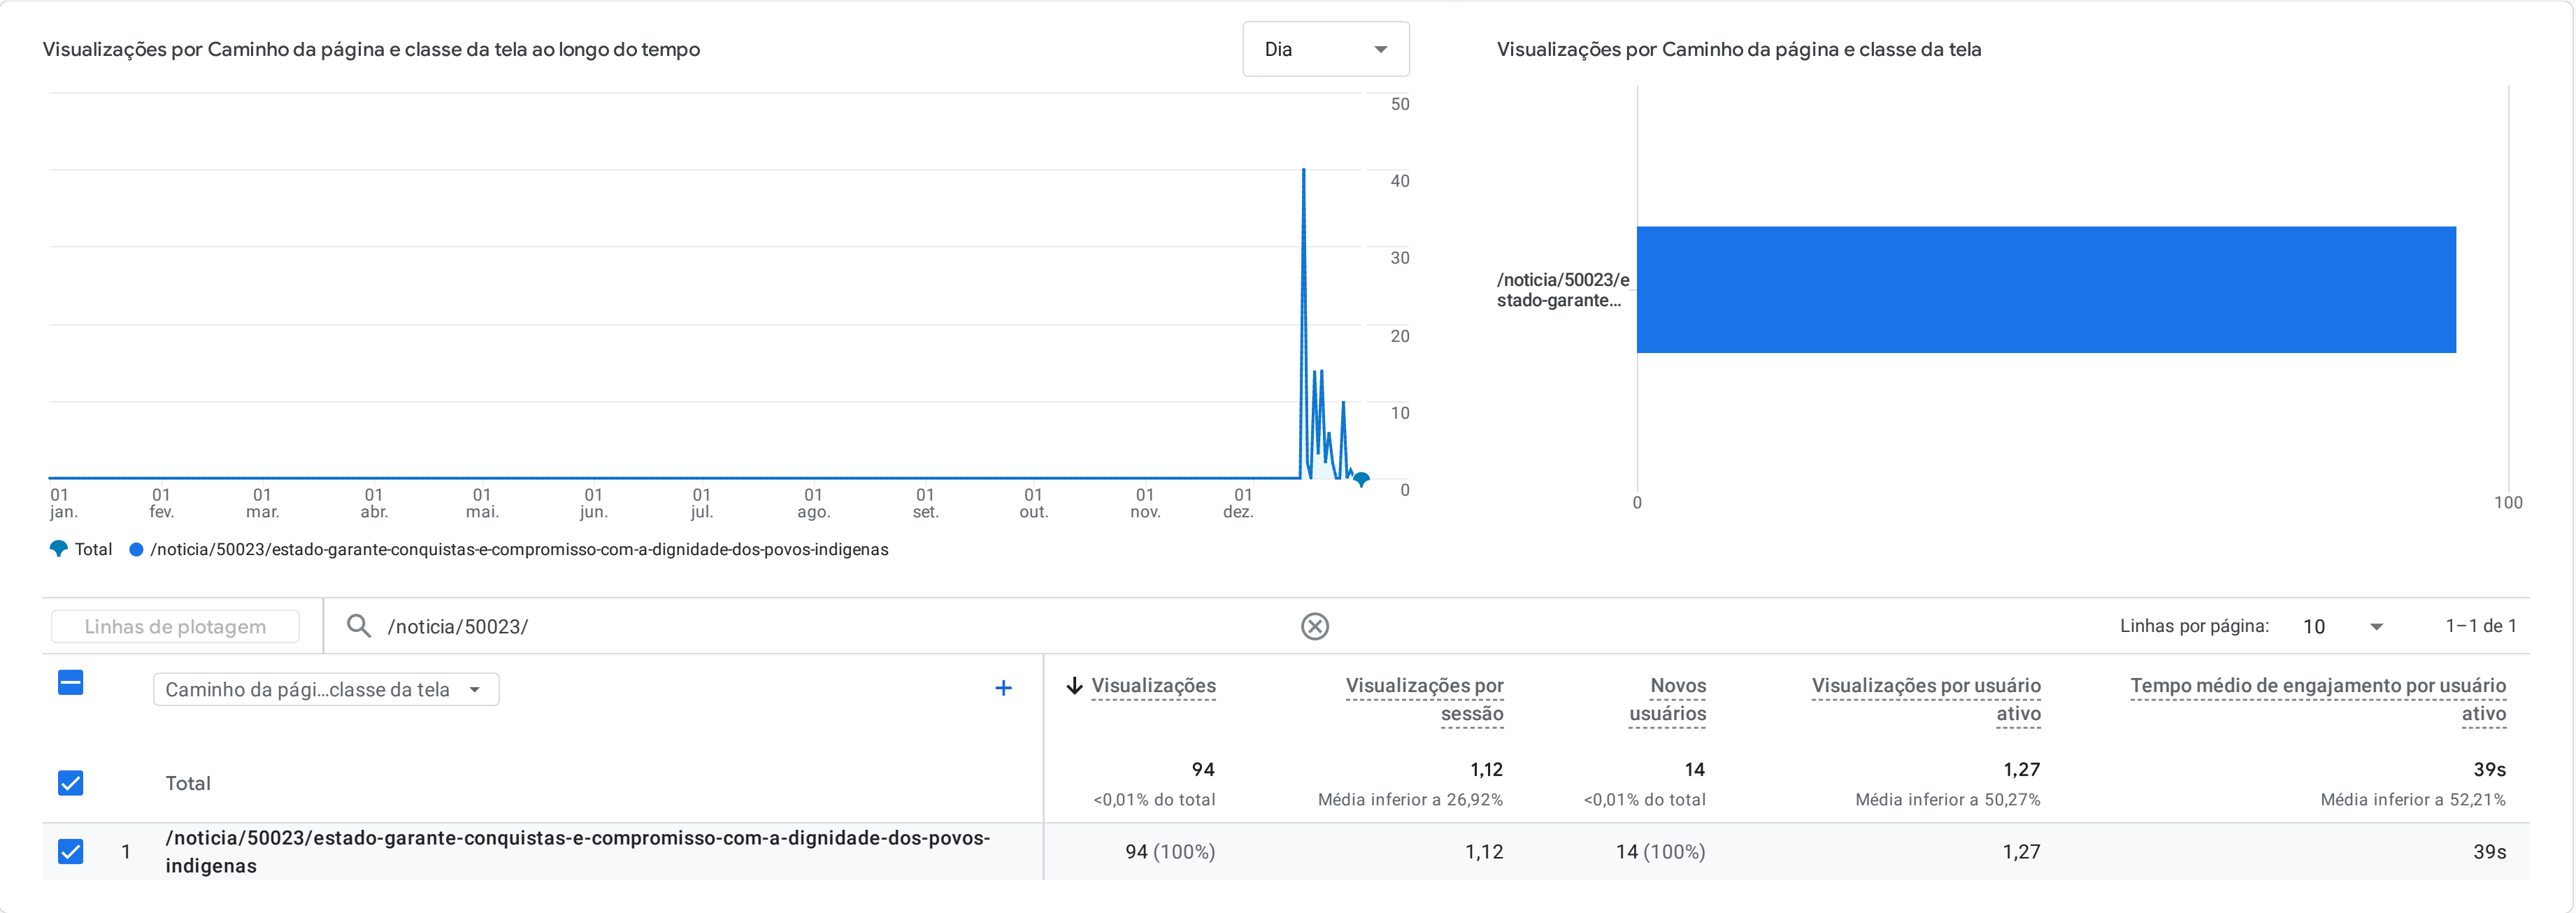 Visualizações por Caminho da página e classe da tela ao longo do tempo
Dia
50
40
30
20
10
0
01 jan.
01 fev.
01 mar.
01 abr.
01 mai.
01 jun.
01 jul.
01 ago.
01 set.
01 out.
01 nov.
01 dez.
Total
/noticia/50023/estado-garante-conquistas-e-compromisso-com-a-dignidade-dos-povos-indigenas
Visualizações por Caminho da página e classe da tela
/noticia/50023/e
stado-garante...
0
100
Linhas de plotagem
/noticia/50023/
Linhas por página:
10
1–1 de 1
Caminho da pági...classe da tela
+
Visualizações
Visualizações por
sessão
Novos
usuários
Visualizações por usuário
ativo
Tempo médio de engajamento por usuário
ativo
Total
94
1,12
14
1,27
39s
<0,01% do total
Média inferior a 26,92%
<0,01% do total
Média inferior a 50,27%
Média inferior a 52,21%
1
/noticia/50023/estado-garante-conquistas-e-compromisso-com-a-dignidade-dos-povos-
indigenas
94 (100%)
1,12
14 (100%)
1,27
39s